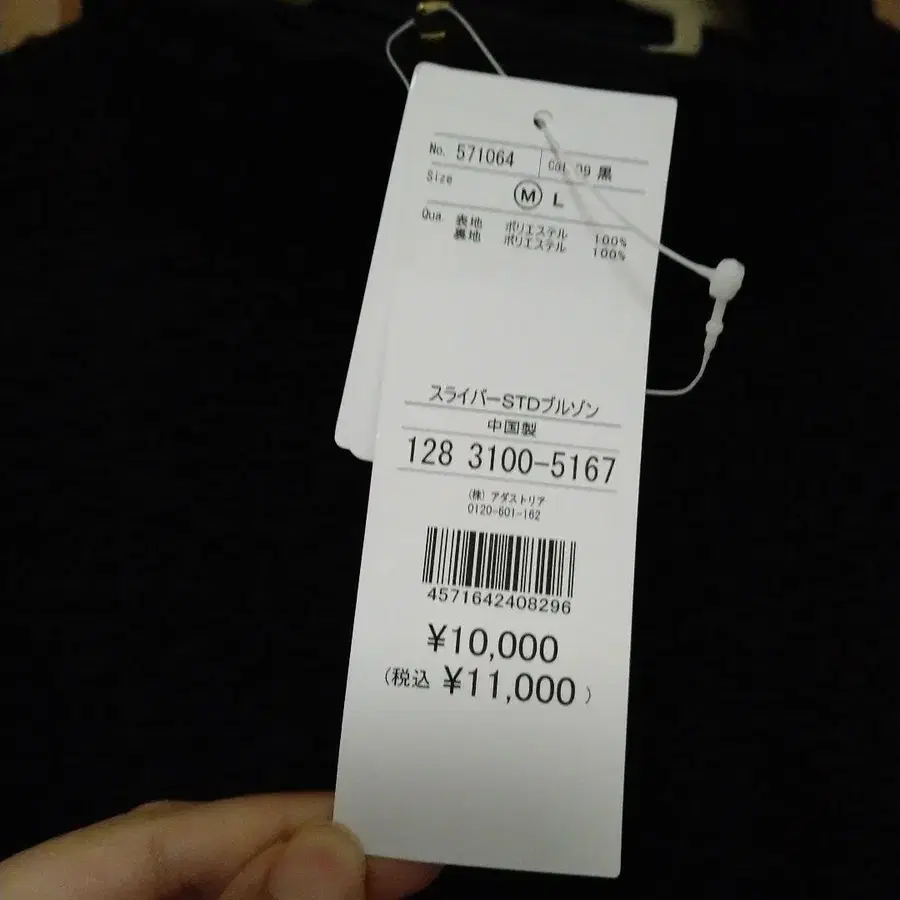 No. 571064 Col 09 黒
Size Ⓜ L
Qua. 表地 ポリエステル 100%
裏地 ポリエステル 100%
スライバーSTDブルゾン
中国製
128 3100-5167
(株) アダストリア
0120-601-162
4571642408296
¥10,000
(税込 ¥11,000 )